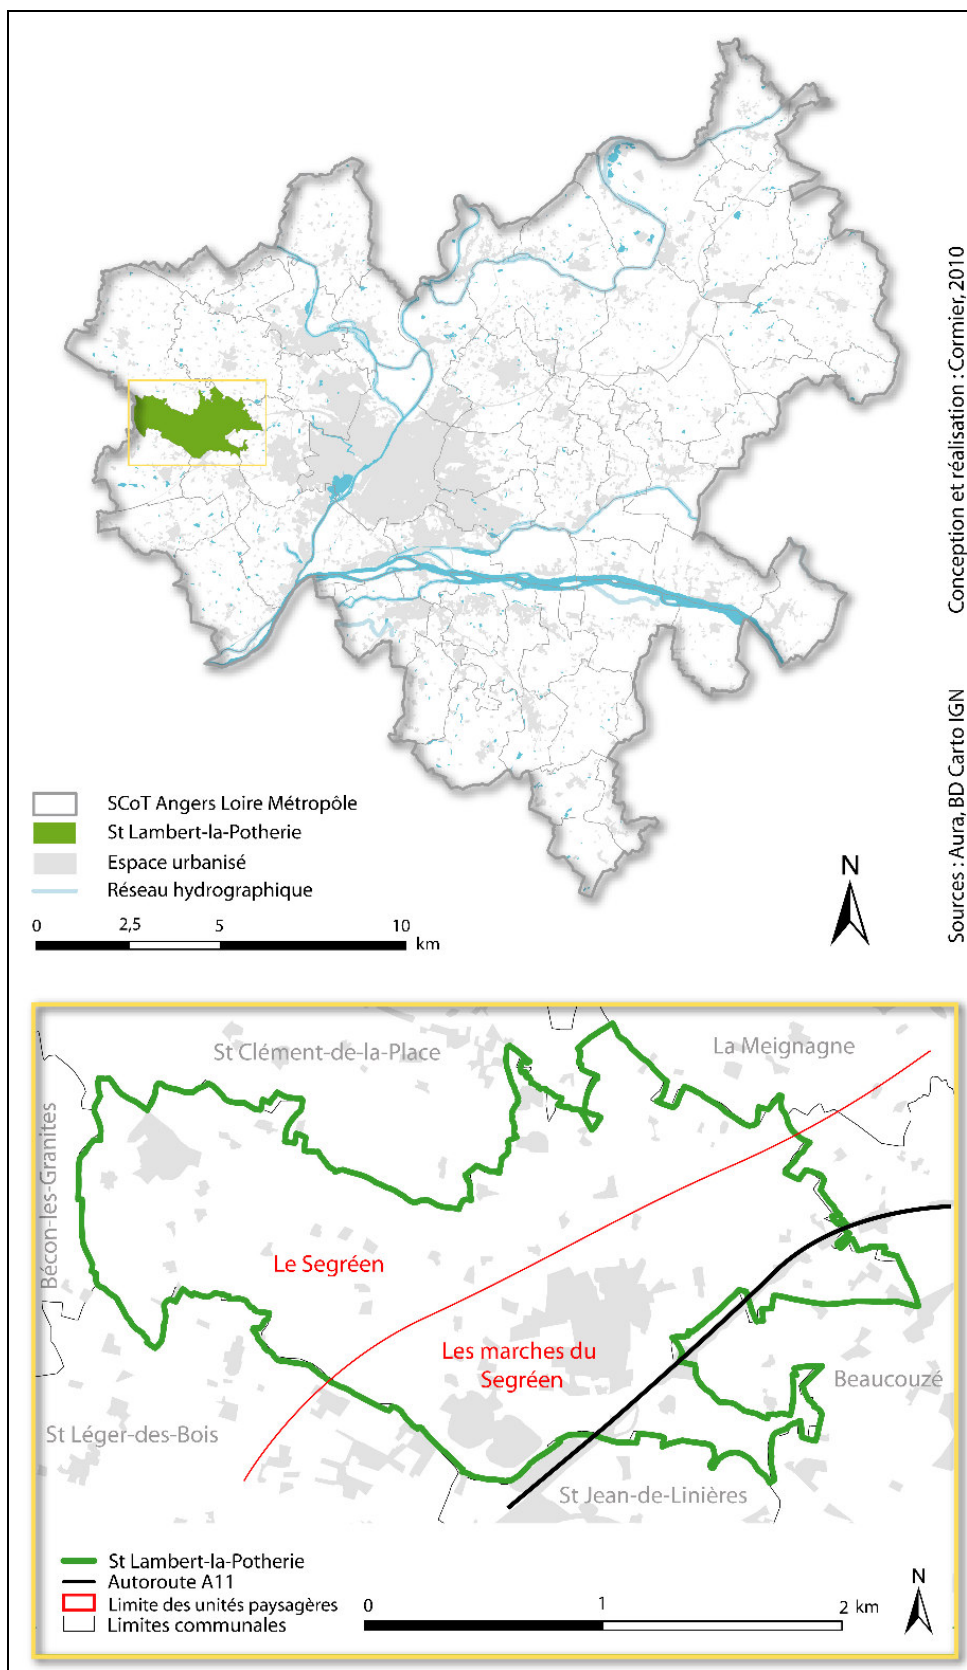 Conception et réalisation : Cormier, 2010
Sources : Aura, BD Carto IGN
SCoT Angers Loire Métropôle
St Lambert-la-Potherie
Espace urbanisé
Réseau hydrographique
0 2,5 5 10
km
N
St Clément-de-la-Place
La Meignagne
Bécon-les-Granites
Le Segréen
Les marches du
Segréen
Beaucouzé
St Léger-des-Bois
St Jean-de-Linières
St Lambert-la-Potherie
Autoroute A11
Limite des unités paysagères
Limites communales
0 1 2 km
N